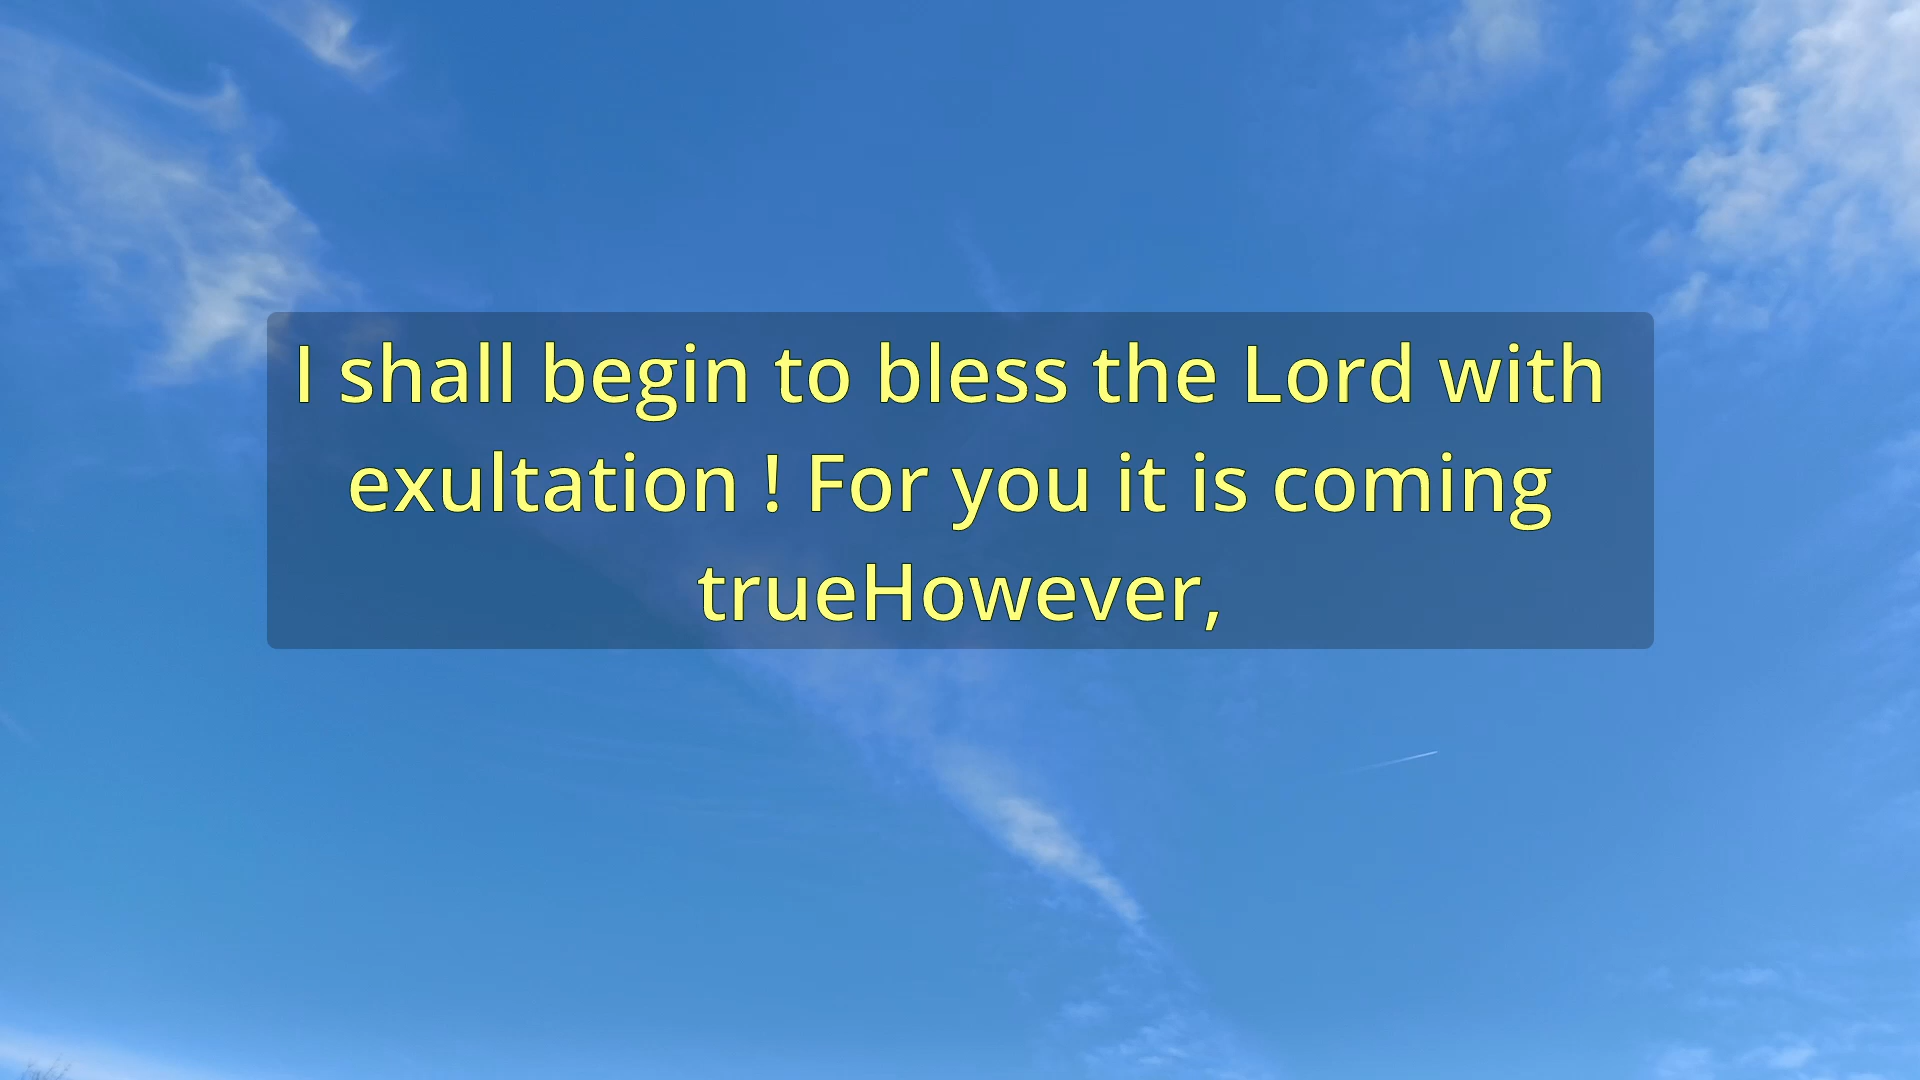 I shall begin to bless the Lord with
exultation ! For you it is coming
trueHowever,